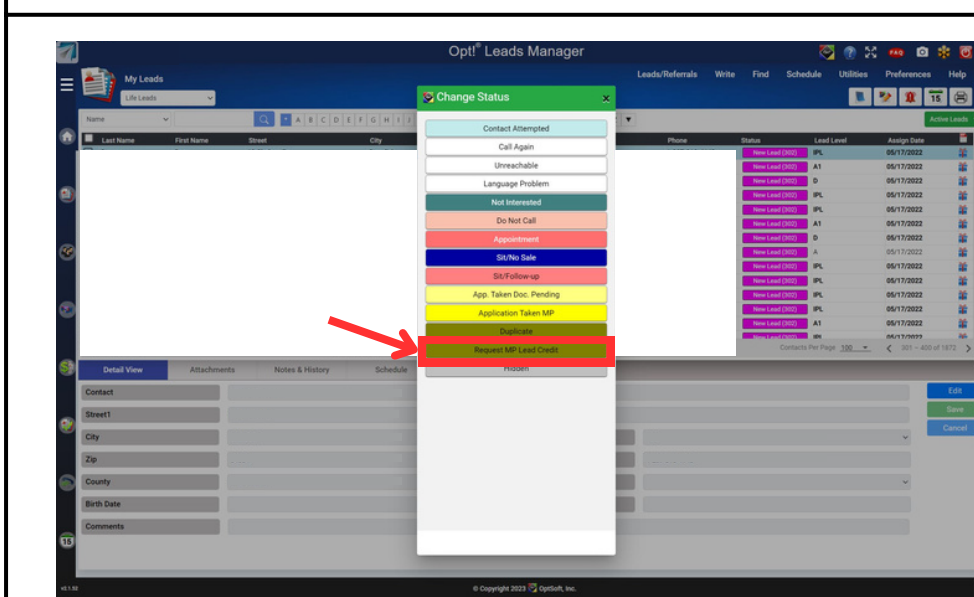 Opt!® Leads Manager
FAQ
My Leads
Leads/Referrals Write Find Schedule Utilities Preferences Help
Life Leads
15
Change Status x
Name
* A B C D E F G H I
Active Leads
Last Name First Name Street City Phone Status Lead Level Assign Date
New Lead (302) IPL 05/17/2022
New Lead (302) A1 05/17/2022
New Lead (302) D 05/17/2022
New Lead (302) IPL 05/17/2022
New Lead (302) IPL 05/17/2022
New Lead (302) A1 05/17/2022
New Lead (302) D 05/17/2022
New Lead (302) A 05/17/2022
New Lead (302) IPL 05/17/2022
New Lead (302) IPL 05/17/2022
New Lead (302) IPL 05/17/2022
New Lead (302) IPL 05/17/2022
New Lead (302) A1 05/17/2022
New Lead (302) IPL 05/17/2022
Contact Attempted
Call Again
Unreachable
Language Problem
Not Interested
Do Not Call
Appointment
Sit/No Sale
Sit/Follow-up
App. Taken Doc. Pending
Application Taken MP
Duplicate
Request MP Lead Credit
Hidden
Contacts Per Page 100 301 – 400 of 1672
Detail View Attachments Notes & History Schedule
Contact
Edit
Street1
Save
City
Cancel
Zip
County
Birth Date
Comments
15
v3.1.52
© Copyright 2023 OptiSoft, Inc.